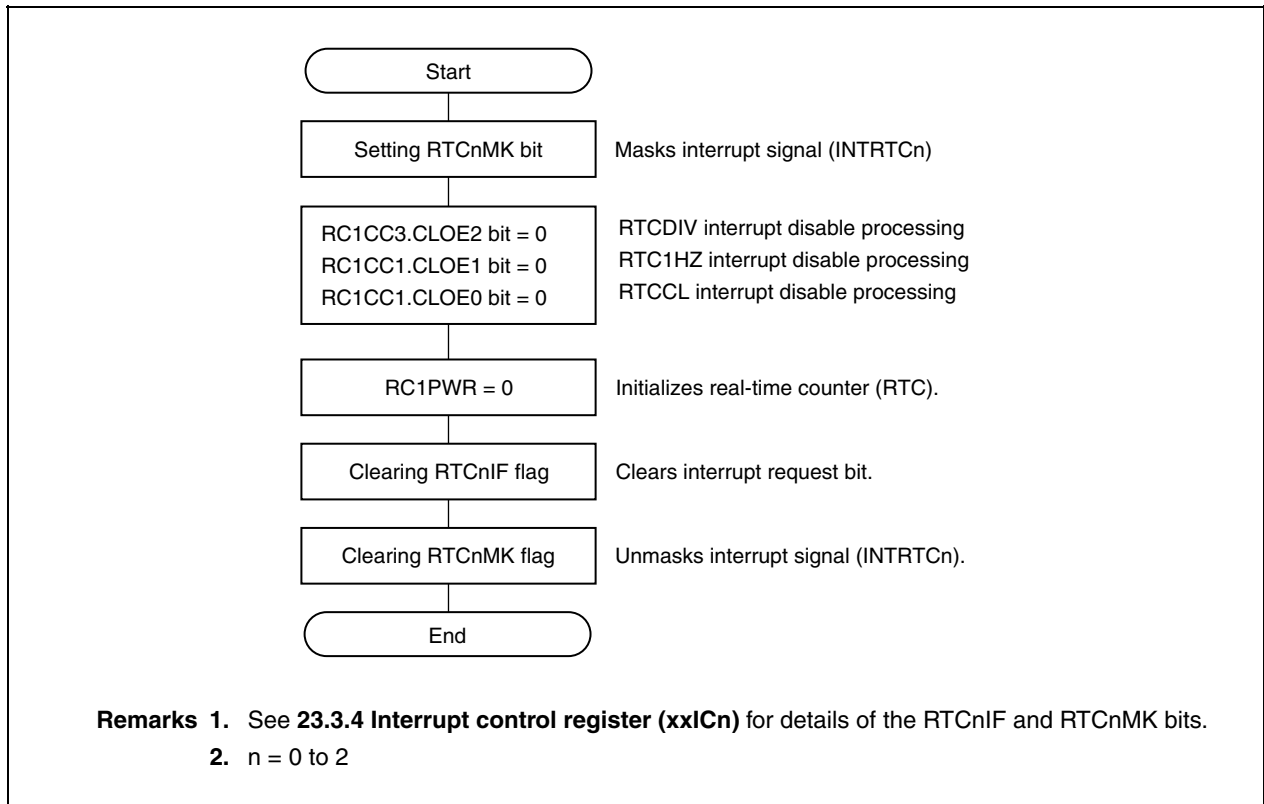 Start
Setting RTCnMK bit Masks interrupt signal (INTRTCn)
RC1CC3.CLOE2 bit = 0 RTCDIV interrupt disable processing
RC1CC1.CLOE1 bit = 0 RTC1HZ interrupt disable processing
RC1CC1.CLOE0 bit = 0 RTCCL interrupt disable processing
RC1PWR = 0 Initializes real-time counter (RTC).
Clearing RTCnIF flag Clears interrupt request bit.
Clearing RTCnMK flag Unmasks interrupt signal (INTRTCn).
End
Remarks 1. See 23.3.4 Interrupt control register (xxICn) for details of the RTCnIF and RTCnMK bits.
2. n = 0 to 2